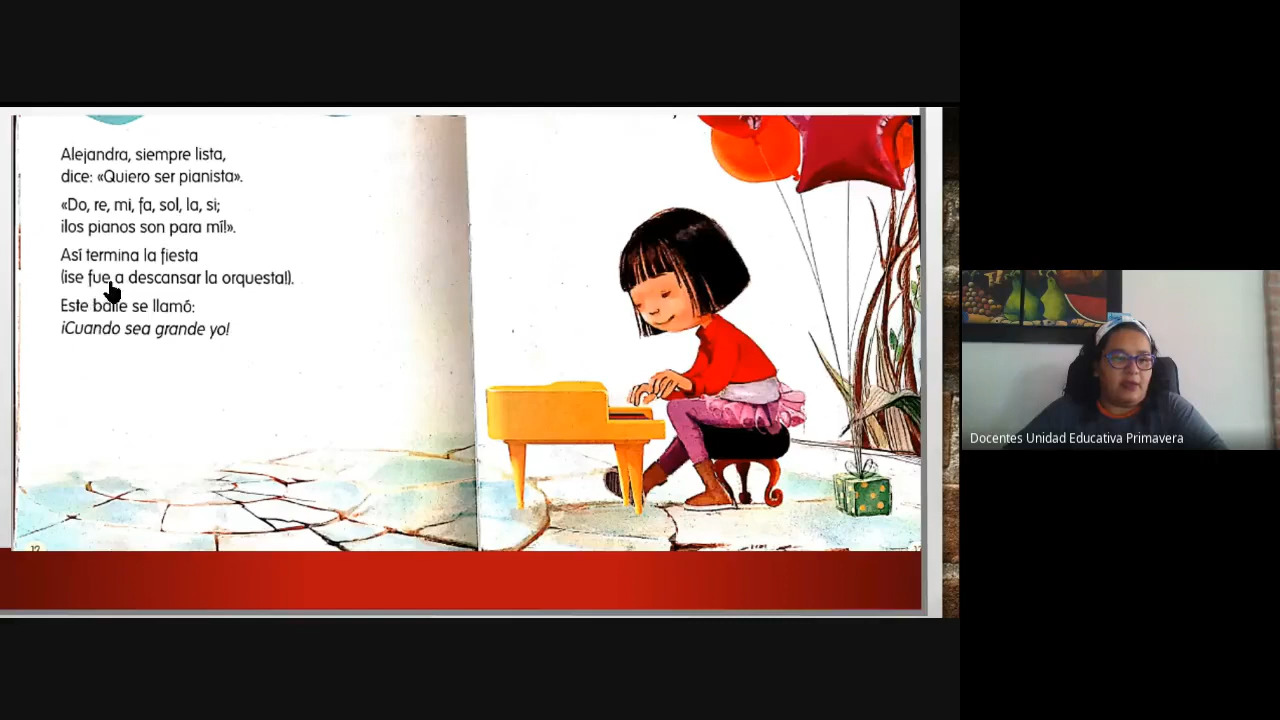 Alejandra, siempre lista,
dice: «Quiero ser pianista».
«Do, re, mi, fa, sol, la, si;
¡los pianos son para mí!».
Así termina la fiesta
(¡se fue a descansar la orquesta!).
Este baile se llamó:
¡Cuando sea grande yo!
12
Docentes Unidad Educativa Primavera